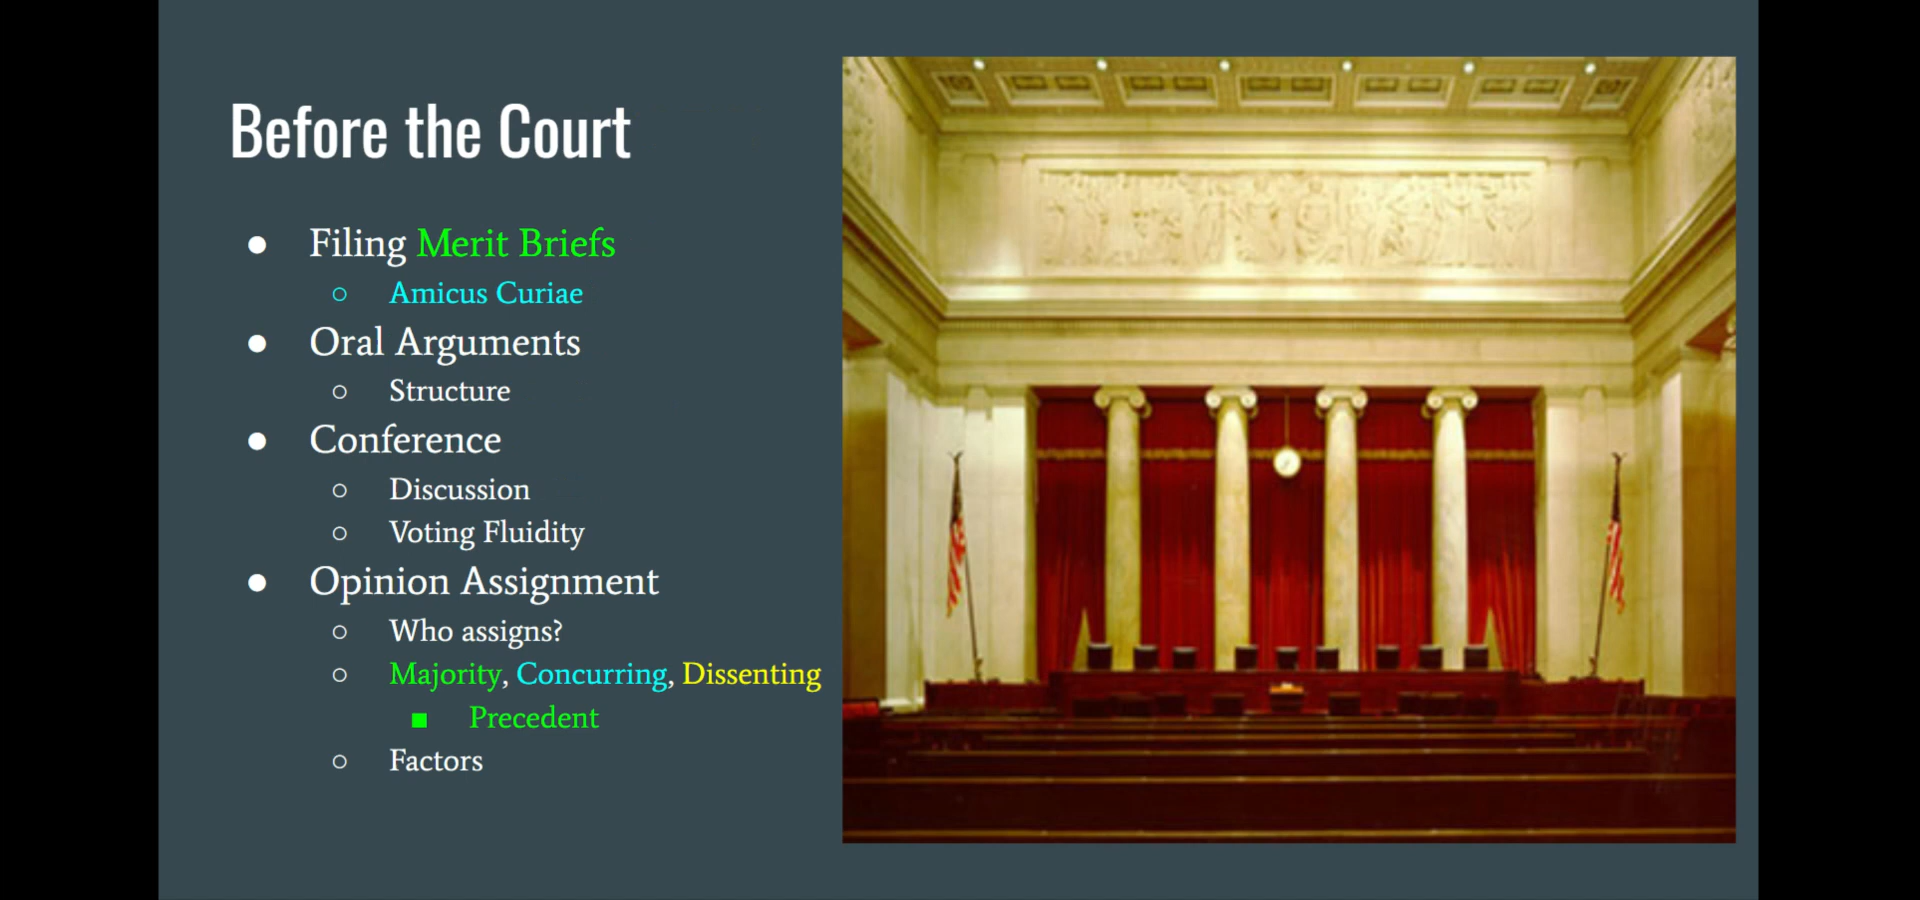 Before the Court
● Filing Merit Briefs
○ Amicus Curiae
● Oral Arguments
○ Structure
● Conference
○ Discussion
○ Voting Fluidity
● Opinion Assignment
○ Who assigns?
○ Majority, Concurring, Dissenting
■ Precedent
○ Factors